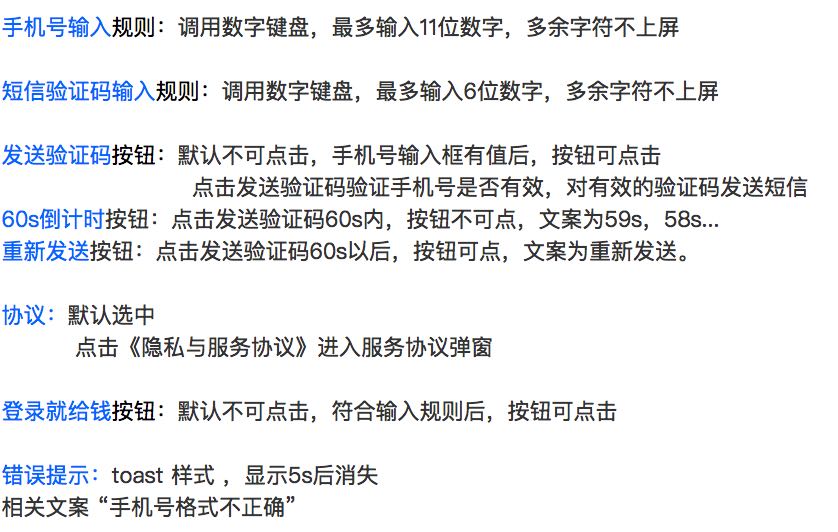 手机号输入规则：调用数字键盘，最多输入11位数字，多余字符不上屏
短信验证码输入规则：调用数字键盘，最多输入6位数字，多余字符不上屏
发送验证码按钮：默认不可点击，手机号输入框有值后，按钮可点击
点击发送验证码验证手机号是否有效，对有效的验证码发送短信
60s倒计时按钮：点击发送验证码60s内，按钮不可点，文案为59s，58s...
重新发送按钮：点击发送验证码60s以后，按钮可点，文案为重新发送。
协议：默认选中
点击《隐私与服务协议》进入服务协议弹窗
登录就给钱按钮：默认不可点击，符合输入规则后，按钮可点击
错误提示：toast 样式 ，显示5s后消失
相关文案 “手机号格式不正确”